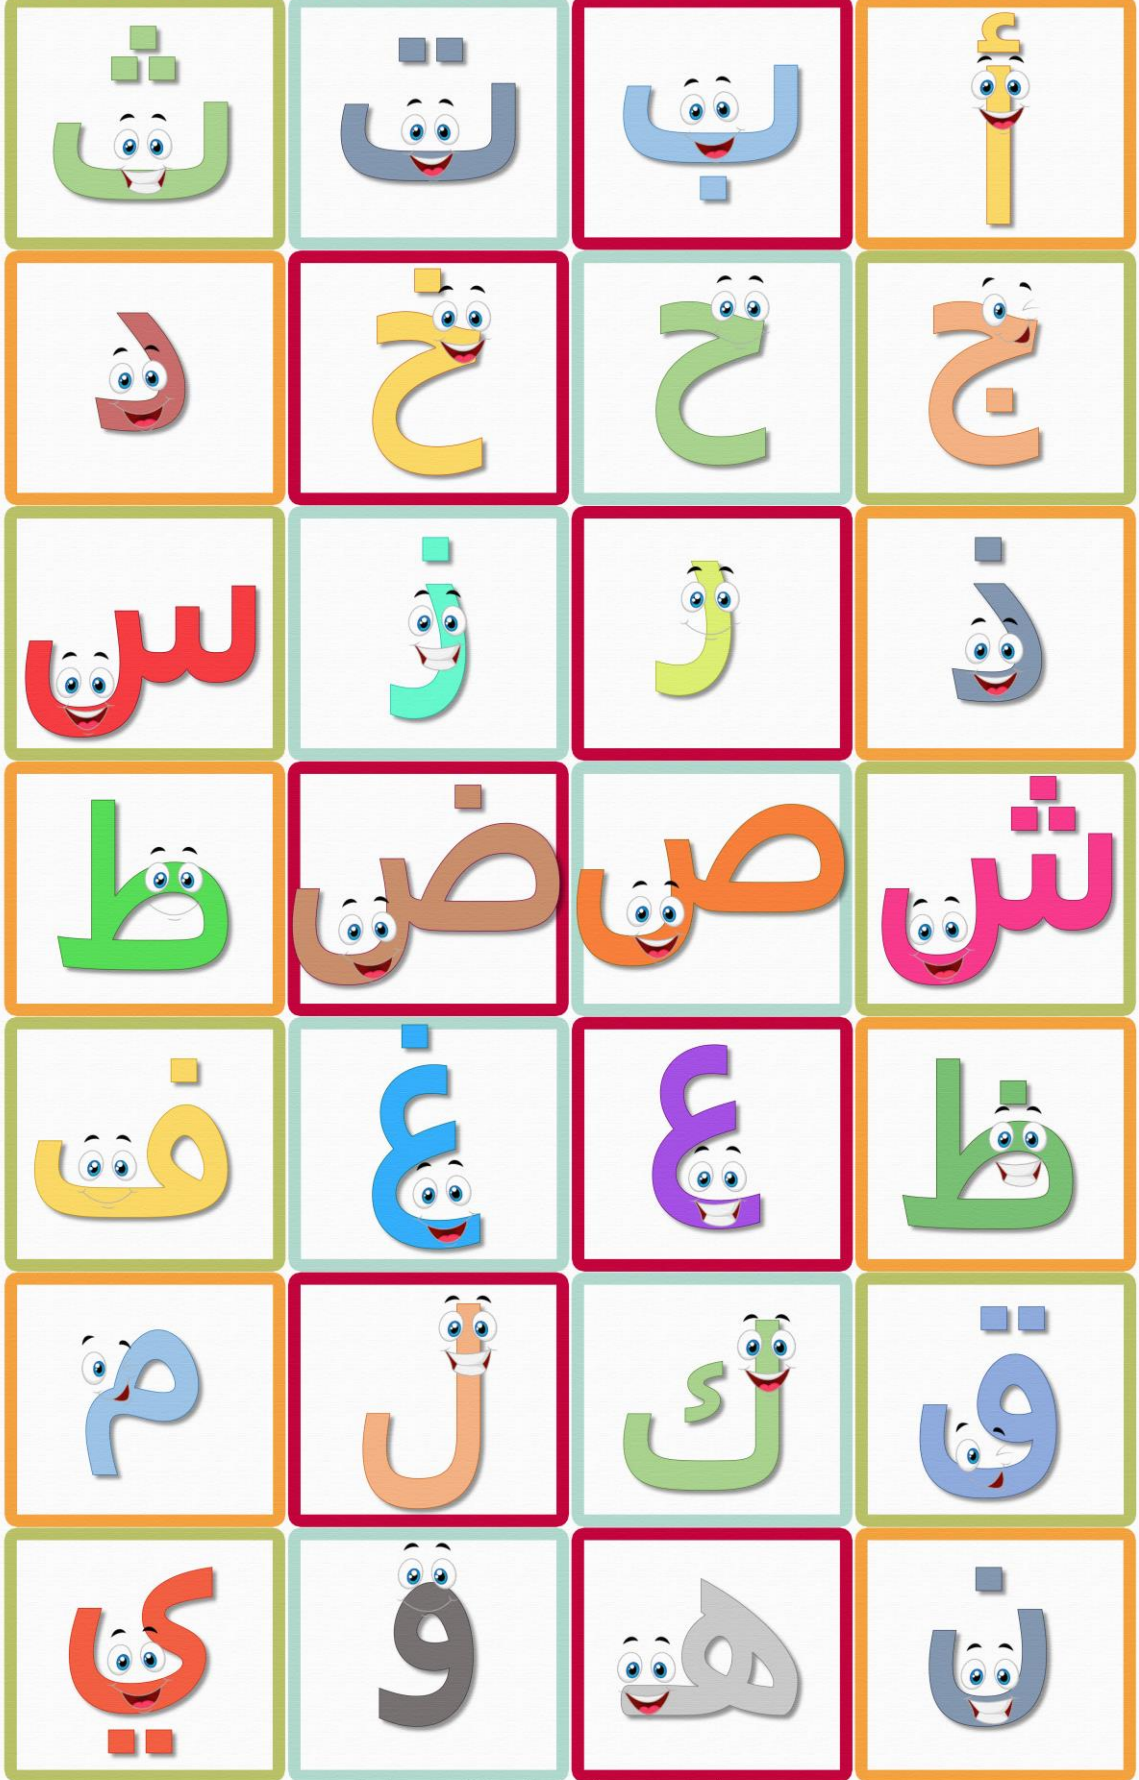 أ ب ت ث
ج ح خ د
ذ ر ز س
ش ص ض ط
ظ ع غ ف
ق ك ل م
ن هـ و ي